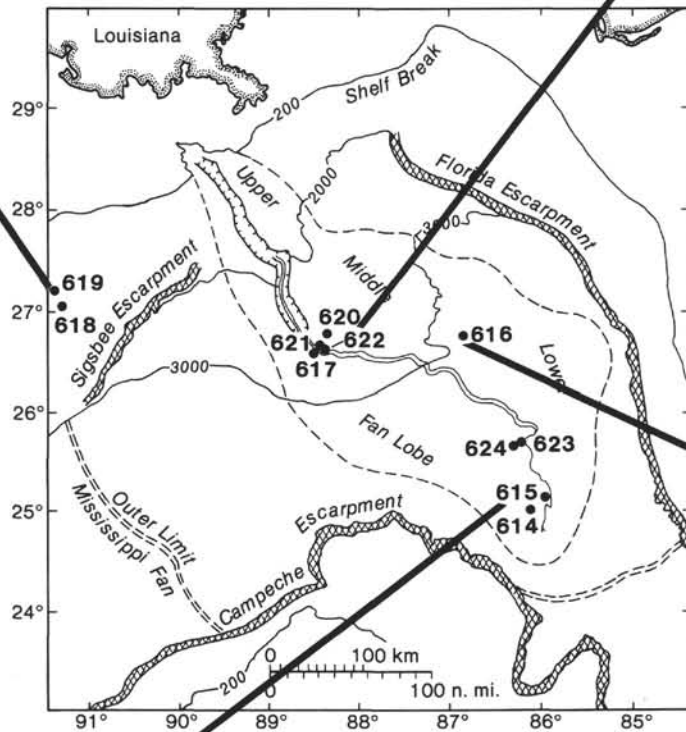 Louisiana
29°
28°
27°
26°
25°
24°
200
Shelf Break
Upper
2000
Florida Escarpment
3000
Middle
619
618
Sigsbee Escarpment
620
621
622
617
616
Lower
3000
Fan Lobe
624
623
615
614
Outer Limit
Mississippi Fan
Escarpment
Campeche
200
0 100 km
0 100 n. mi.
91° 90° 89° 88° 87° 86° 85°